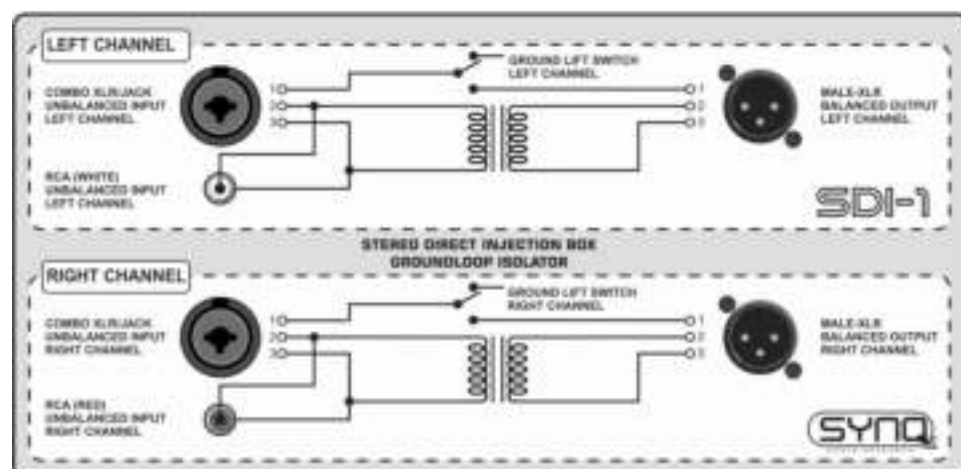 LEFT CHANNEL
GROUND LIFT SWITCH
LEFT CHANNEL
COMBO XLR/JACK
UNBALANCED INPUT
LEFT CHANNEL
1
2
3
1
2
3
MALE-XLR
BALANCED OUTPUT
LEFT CHANNEL
RCA (WHITE)
UNBALANCED INPUT
LEFT CHANNEL
SDI-1
STEREO DIRECT INJECTION BOX
GROUNDLOOP ISOLATOR
RIGHT CHANNEL
GROUND LIFT SWITCH
RIGHT CHANNEL
COMBO XLR/JACK
UNBALANCED INPUT
RIGHT CHANNEL
1
2
3
1
2
3
MALE-XLR
BALANCED OUTPUT
RIGHT CHANNEL
RCA (RED)
UNBALANCED INPUT
RIGHT CHANNEL
SYNQ